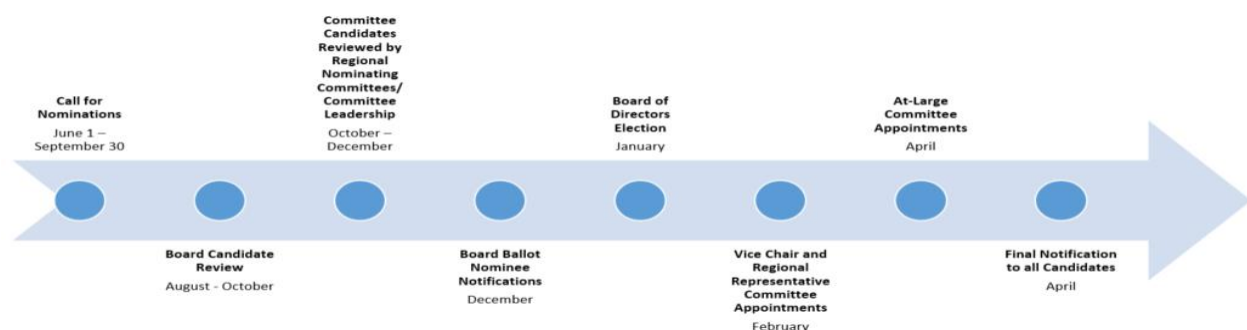 Call for
Nominations
June 1 –
September 30
Board Candidate
Review
August - October
Committee
Candidates
Reviewed by
Regional
Nominating
Committees/
Committee
Leadership
October –
December
Board Ballot
Nominee
Notifications
December
Board of
Directors
Election
January
Vice Chair and
Regional
Representative
Committee
Appointments
February
At-Large
Committee
Appointments
April
Final Notification
to all Candidates
April